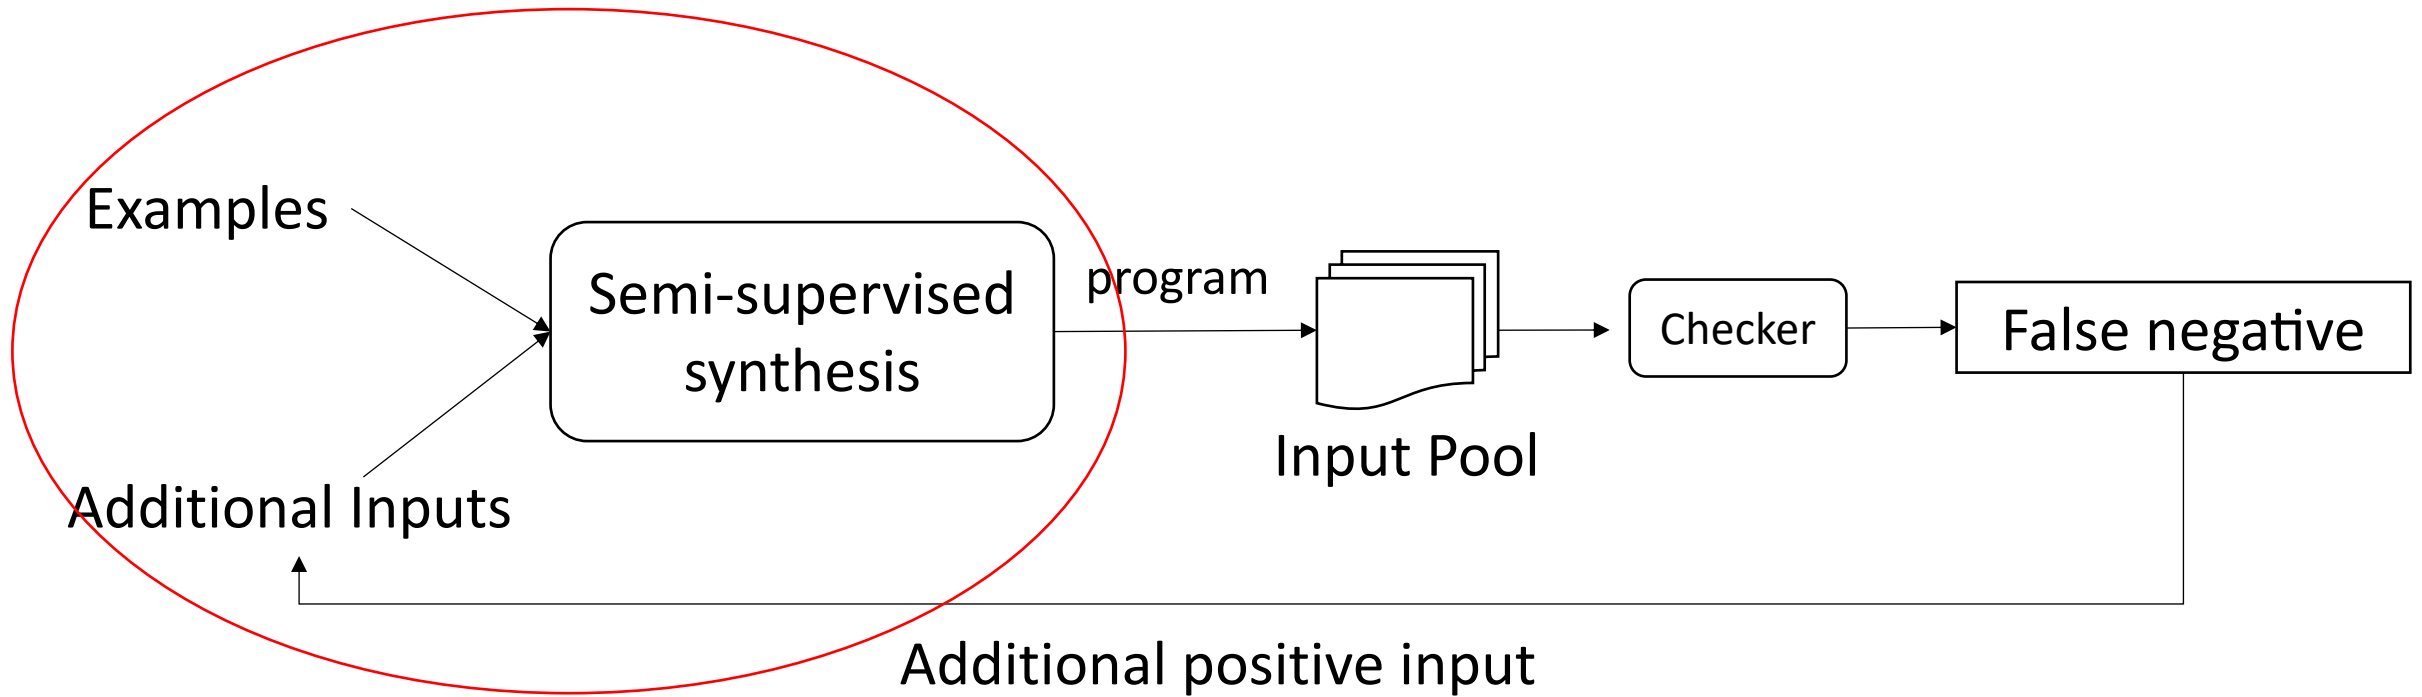 Examples
Semi-supervised
synthesis
Additional Inputs
program
Input Pool
Checker
False negative
Additional positive input